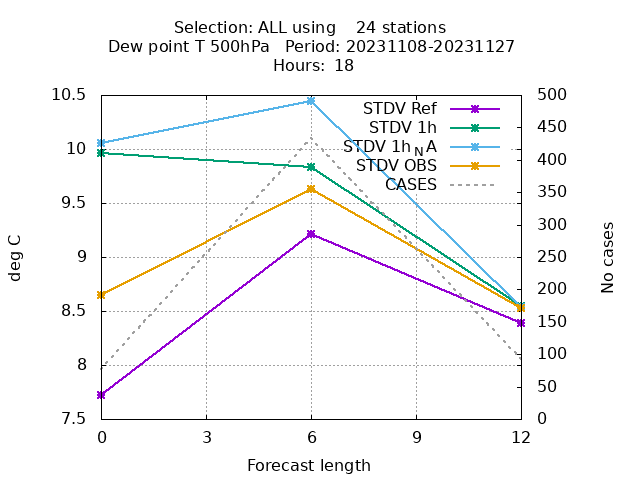 Selection: ALL using    24 stations
Dew point T 500hPa   Period: 20231108-20231127
Hours:  18
10.5
10
9.5
9
8.5
8
7.5
500
450
400
350
300
250
200
150
100
50
0
0
3
6
9
12
STDV Ref
STDV 1h
STDV 1h_NA
STDV OBS
CASES
deg C
No cases
Forecast length